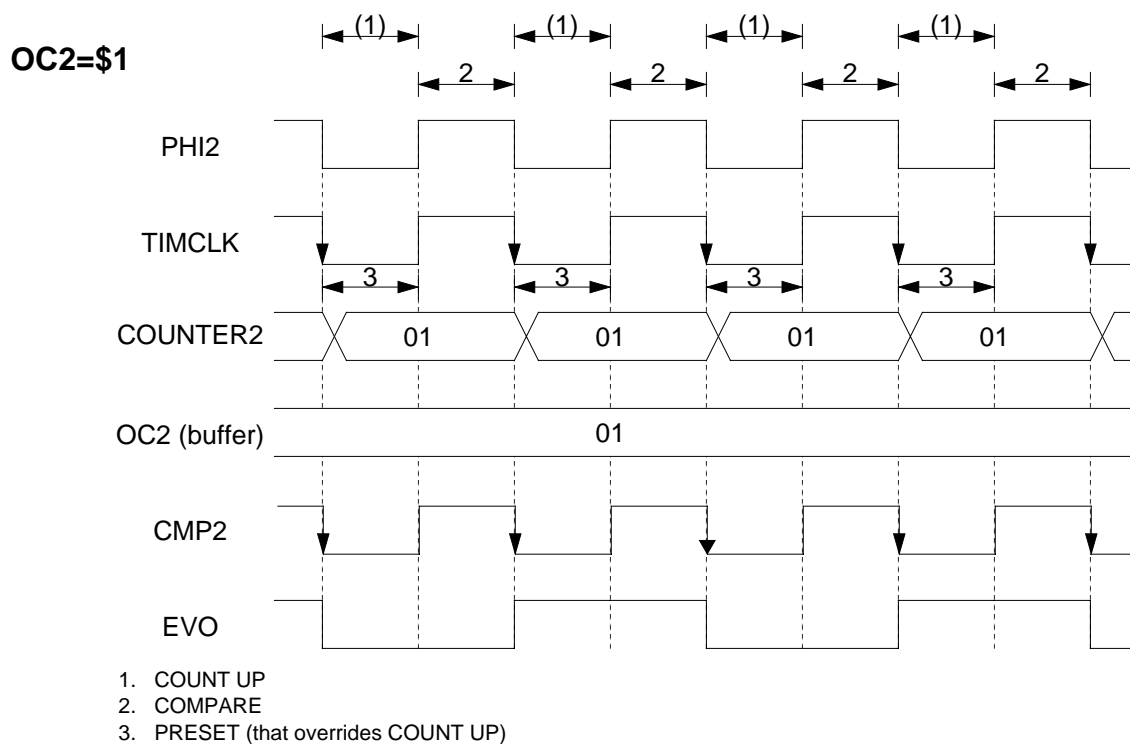 (1) (1) (1) (1)
OC2=$1
2 2 2 2
PHI2
TIMCLK
3 3 3 3
COUNTER2 01 01 01 01
OC2 (buffer) 01
CMP2
EVO
1. COUNT UP
2. COMPARE
3. PRESET (that overrides COUNT UP)